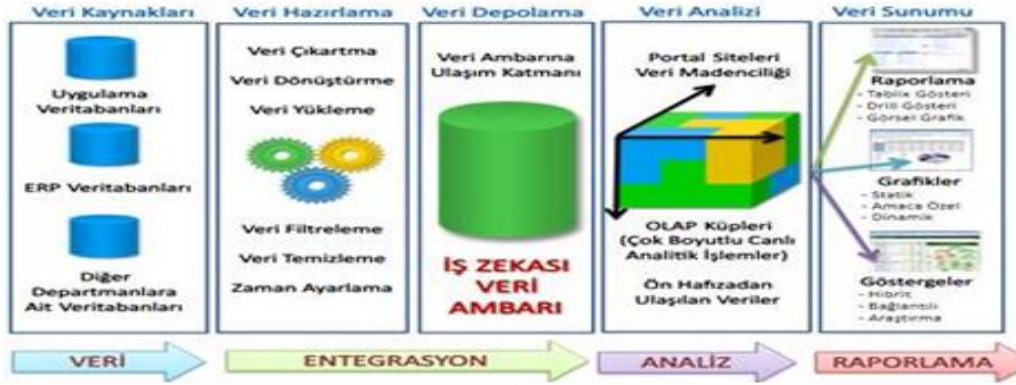 Veri Kaynakları
Uygulama
Veritabanları
ERP Veritabanları
Diğer
Departmanlara
Ait Veritabanları
Veri Hazırlama
Veri Çıkartma
Veri Dönüştürme
Veri Yükleme
Veri Filtreleme
Veri Temizleme
Zaman Ayarlama
Veri Depolama
Veri Ambarına
Ulaşım Katmanı
İŞ ZEKASI
VERİ
AMBARI
Veri Analizi
Portal Siteleri
Veri Madenciliği
OLAP Küpleri
(Çok Boyutlu Canlı
Analitik İşlemler)
Ön Hafızadan
Ulaşılan Veriler
Veri Sunumu
Raporlama
- Tablix Gösteri
- Drill Gösteri
- Görsel Grafik
Grafikler
- Statik
- Amaca Özel
- Dinamik
Göstergeler
- Hibrit
- Bağlantılı
- Araştırma
VERİ
ENTEGRASYON
ANALİZ
RAPORLAMA